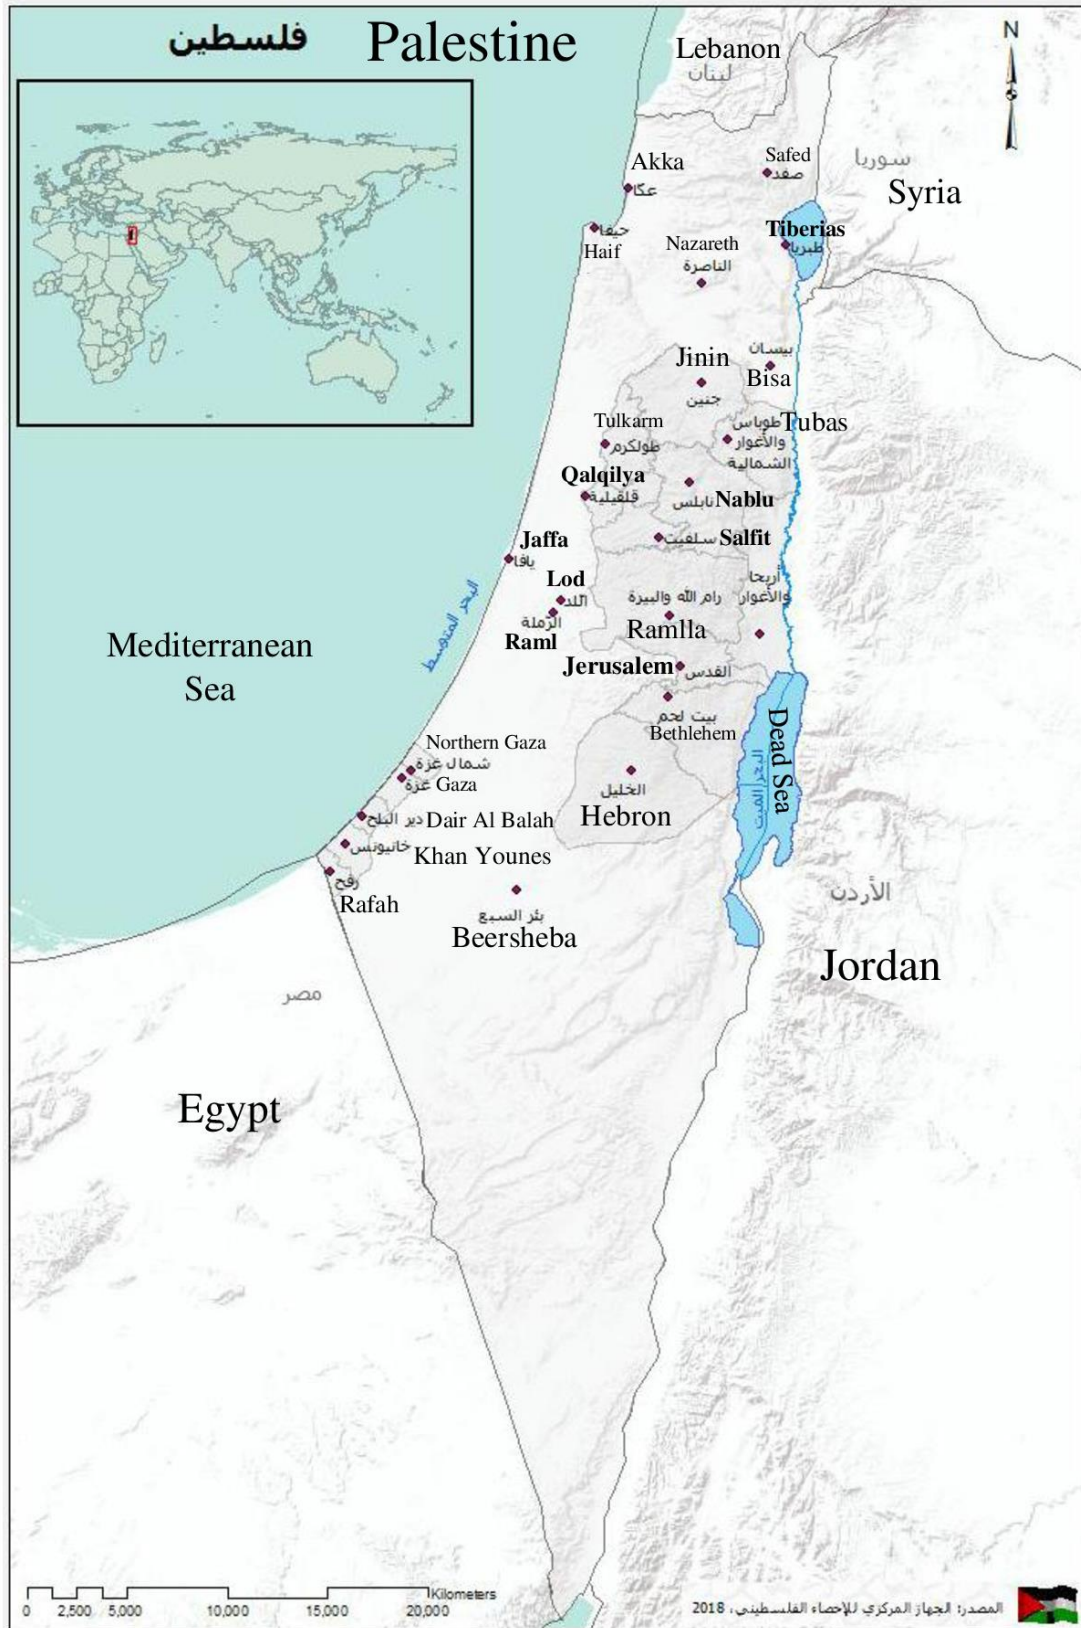 فلسطين
Palestine
Lebanon
لبنان
N
Akka
عكا
Safed
صفد
سوريا
Syria
حيفا
Haif
Nazareth
الناصرة
Tiberias
طبريا
بيسان
Bisa
Jinin
جنين
Tulkarm
طولكرم
طوباس
والأغوار
الشمالية
Tubas
Qalqilya
قلقيلية
نابلس
Nablu
سلفيت
Salfit
Jaffa
يافا
Lod
اللد
الرملة
Raml
رام الله والبيرة
Ramlla
أريحا
والأغوار
Jerusalem
القدس
بيت لحم
Bethlehem
البحر المتوسط
Mediterranean
Sea
Dead Sea
البحر الميت
Northern Gaza
شمال غزة
غزة
Gaza
دير البلح
Dair Al Balah
خانيونس
Khan Younes
رفح
Rafah
الخليل
Hebron
بئر السبع
Beersheba
الأردن
Jordan
مصر
Egypt
Kilometers
0 2,500 5,000 10,000 15,000 20,000
المصدر: الجهاز المركزي للإحصاء الفلسطيني، 2018